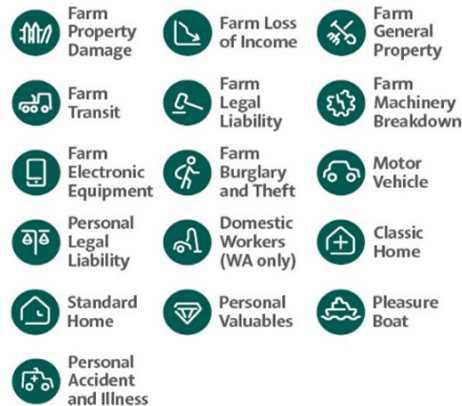 Farm
Property
Damage
Farm Loss
of Income
Farm
General
Property
Farm
Transit
Farm
Legal
Liability
Farm
Machinery
Breakdown
Farm
Electronic
Equipment
Farm
Burglary
and Theft
Motor
Vehicle
Personal
Legal
Liability
Domestic
Workers
(WA only)
Classic
Home
Standard
Home
Personal
Valuables
Pleasure
Boat
Personal
Accident
and Illness